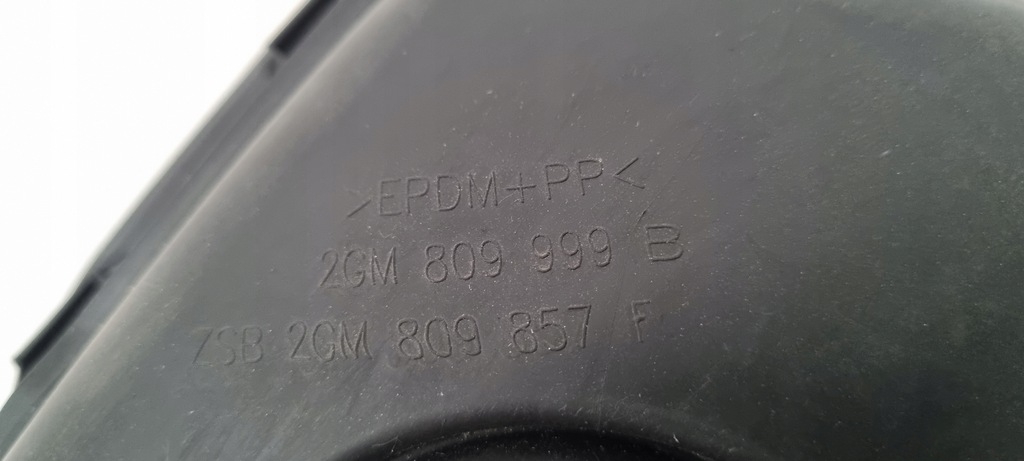 >EPDM+PP<
2GM 809 999 B
ZSB 2GM 809 857 F